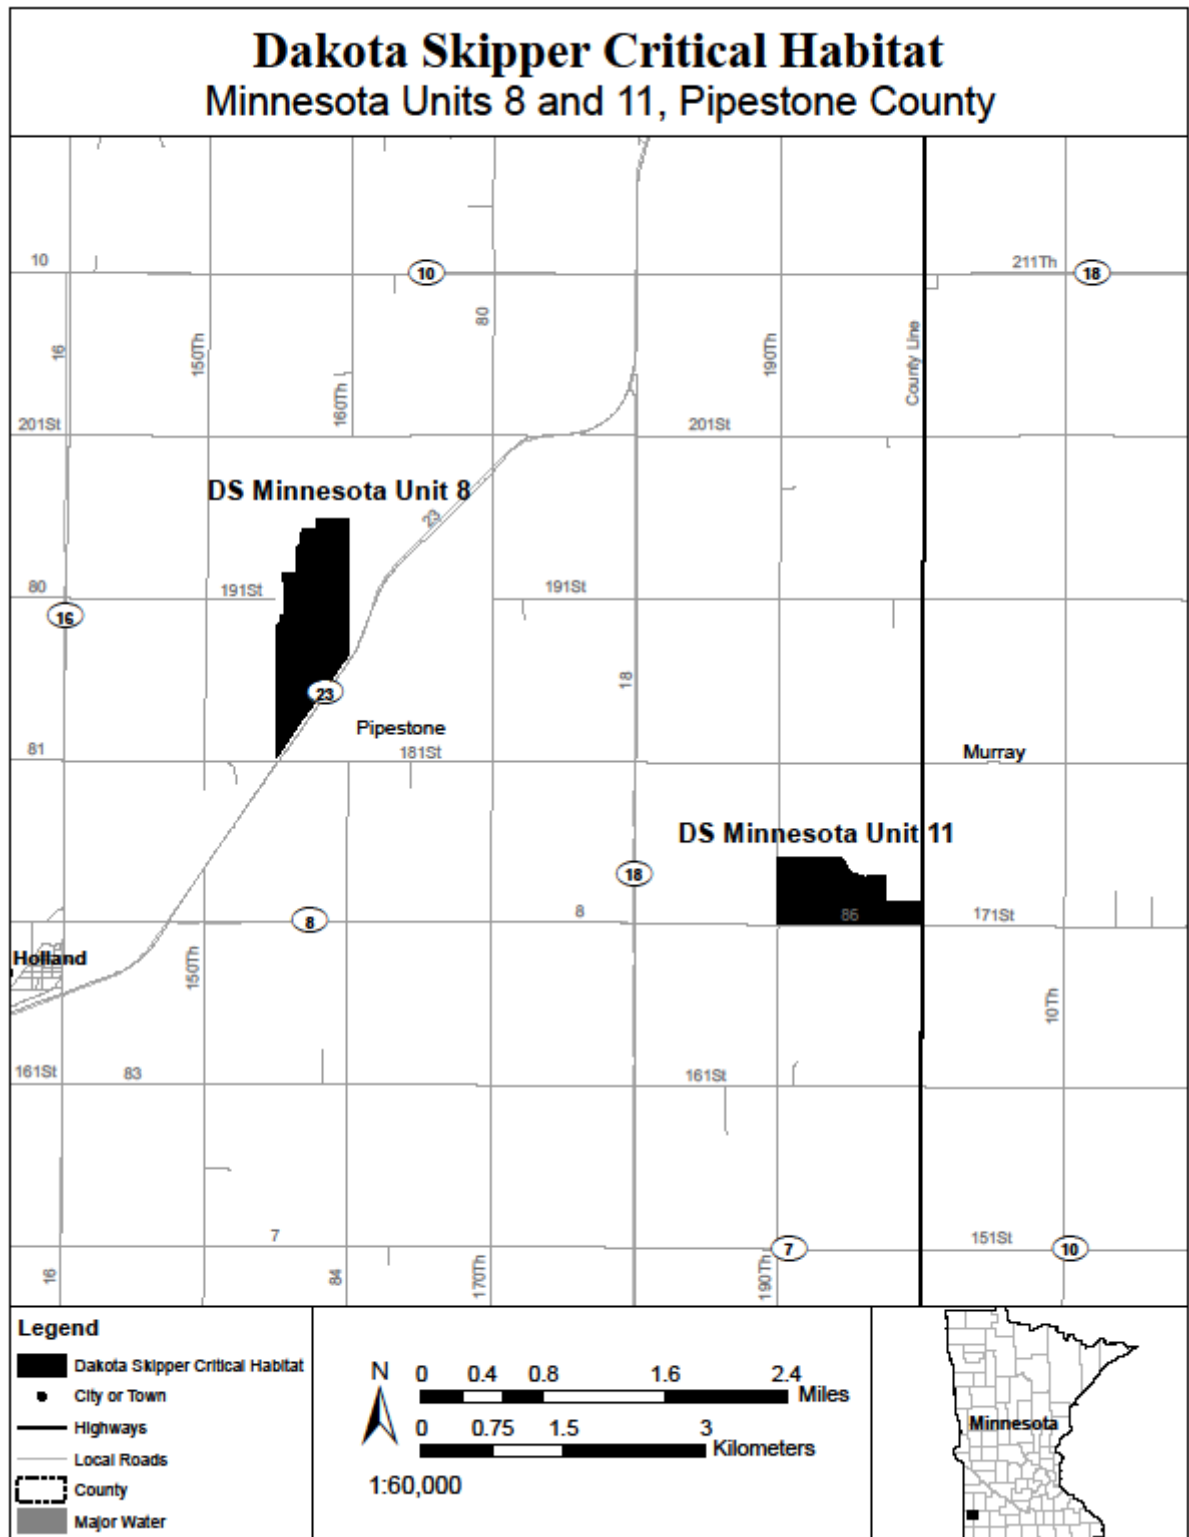 Dakota Skipper Critical Habitat
Minnesota Units 8 and 11, Pipestone County
10
10
211Th
18
16
150Th
160Th
80
190Th
County Line
201St
201St
DS Minnesota Unit 8
23
80
191St
191St
16
18
23
Pipestone
81
181St
Murray
DS Minnesota Unit 11
18
8
8
86
171St
Holland
150Th
10Th
161St
83
161St
7
7
151St
10
16
84
170Th
190Th
Legend
Dakota Skipper Critical Habitat
City or Town
Highways
Local Roads
County
Major Water
N
0 0.4 0.8 1.6 2.4
Miles
0 0.75 1.5 3
Kilometers
1:60,000
Minnesota